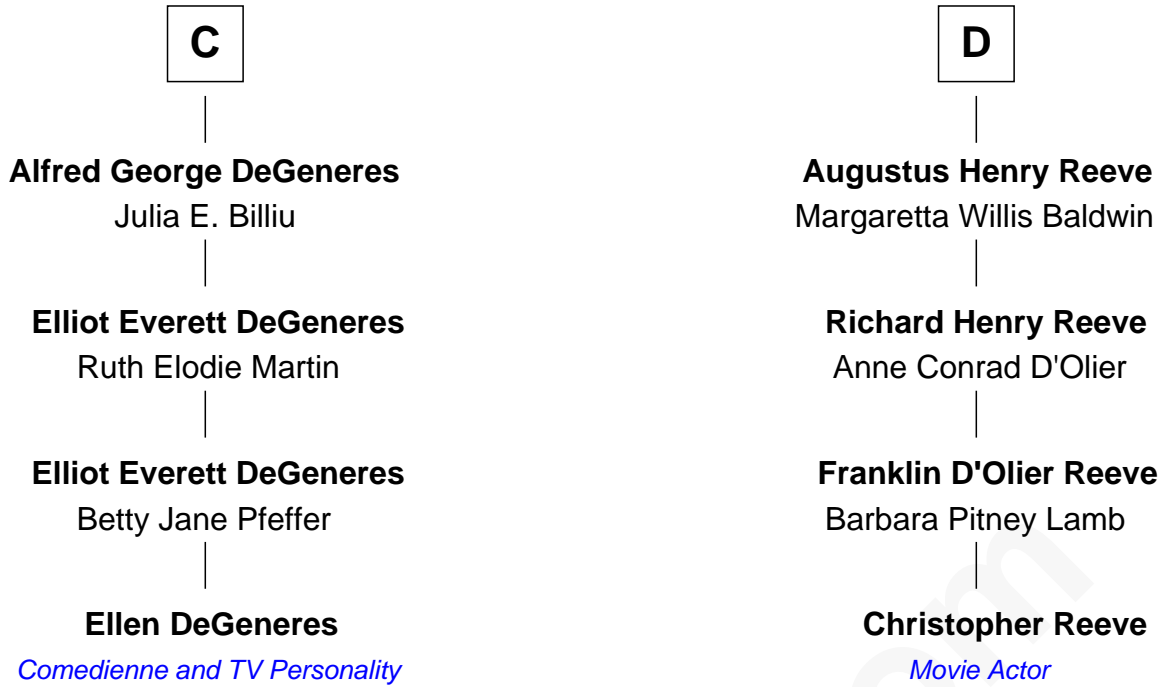 C
Alfred George DeGeneres
Julia E. Billiu
Elliot Everett DeGeneres
Ruth Elodie Martin
Elliot Everett DeGeneres
Betty Jane Pfeffer
Ellen DeGeneres
Comedienne and TV Personality
D
Augustus Henry Reeve
Margaretta Willis Baldwin
Richard Henry Reeve
Anne Conrad D'Olier
Franklin D'Olier Reeve
Barbara Pitney Lamb
Christopher Reeve
Movie Actor